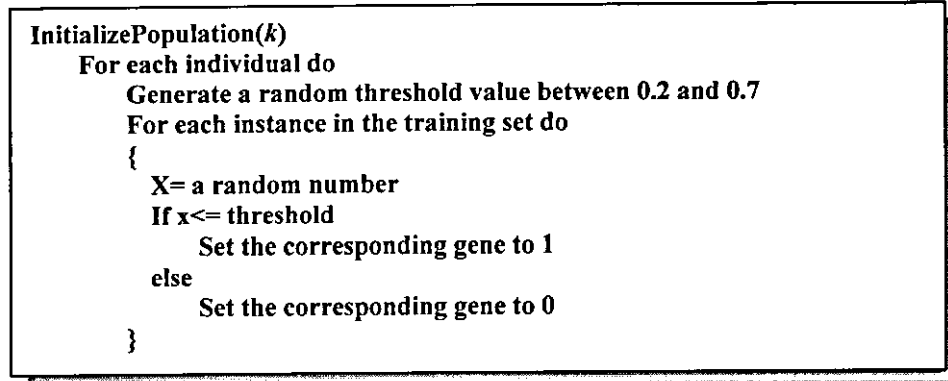 InitializePopulation(k)
For each individual do
Generate a random threshold value between 0.2 and 0.7
For each instance in the training set do
{
X= a random number
If x<= threshold
Set the corresponding gene to 1
else
Set the corresponding gene to 0
}